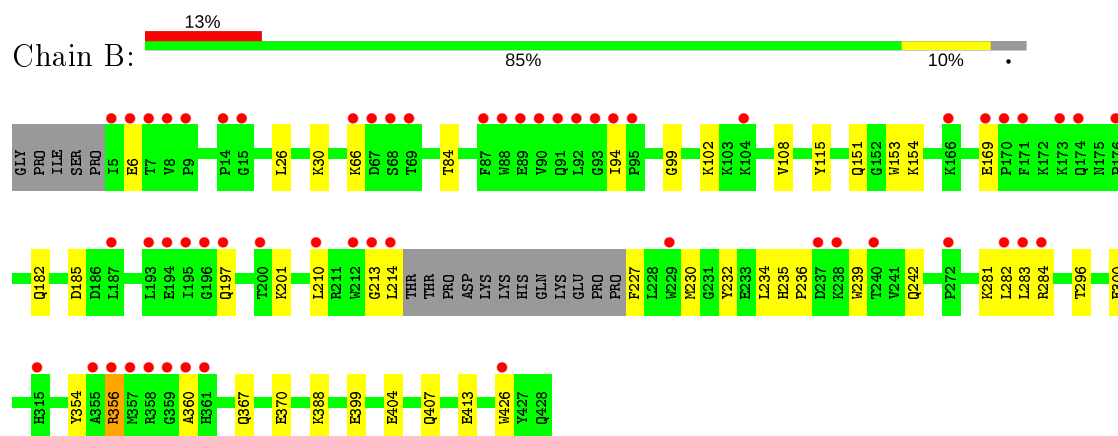 13%
Chain B:
85% 10% •
GLY PRO ILE SER PRO I5 E6 T7 V8 P9 P14 G15 L26 K30 K66 D67 S68 T69 T84 F87 W88 E89 V90 Q91 L92 G93 I94 P95 G99 K102 K103 K104 V108 Y115 Q151 G152 W153 K154 K166 E169 P170 F171 K172 K173 Q174 N175
Q182 D185 D186 L187 L193 E194 I195 G196 Q197 T200 K201 L210 R211 W212 G213 L214 THR THR PRO ASP LYS LYS HIS GLN LYS GLU PRO PRO F227 L228 W229 M230 G231 Y232 E233 L234 H235 P236 D237 K238 W239 T240 V241 Q242 P272 K281 L282 L283 R284 T296
H315 Y354 A355 R356 M357 R358 G359 A360 H361 Q367 E370 K388 E399 E404 Q407 E413 W426 Y427 Q428